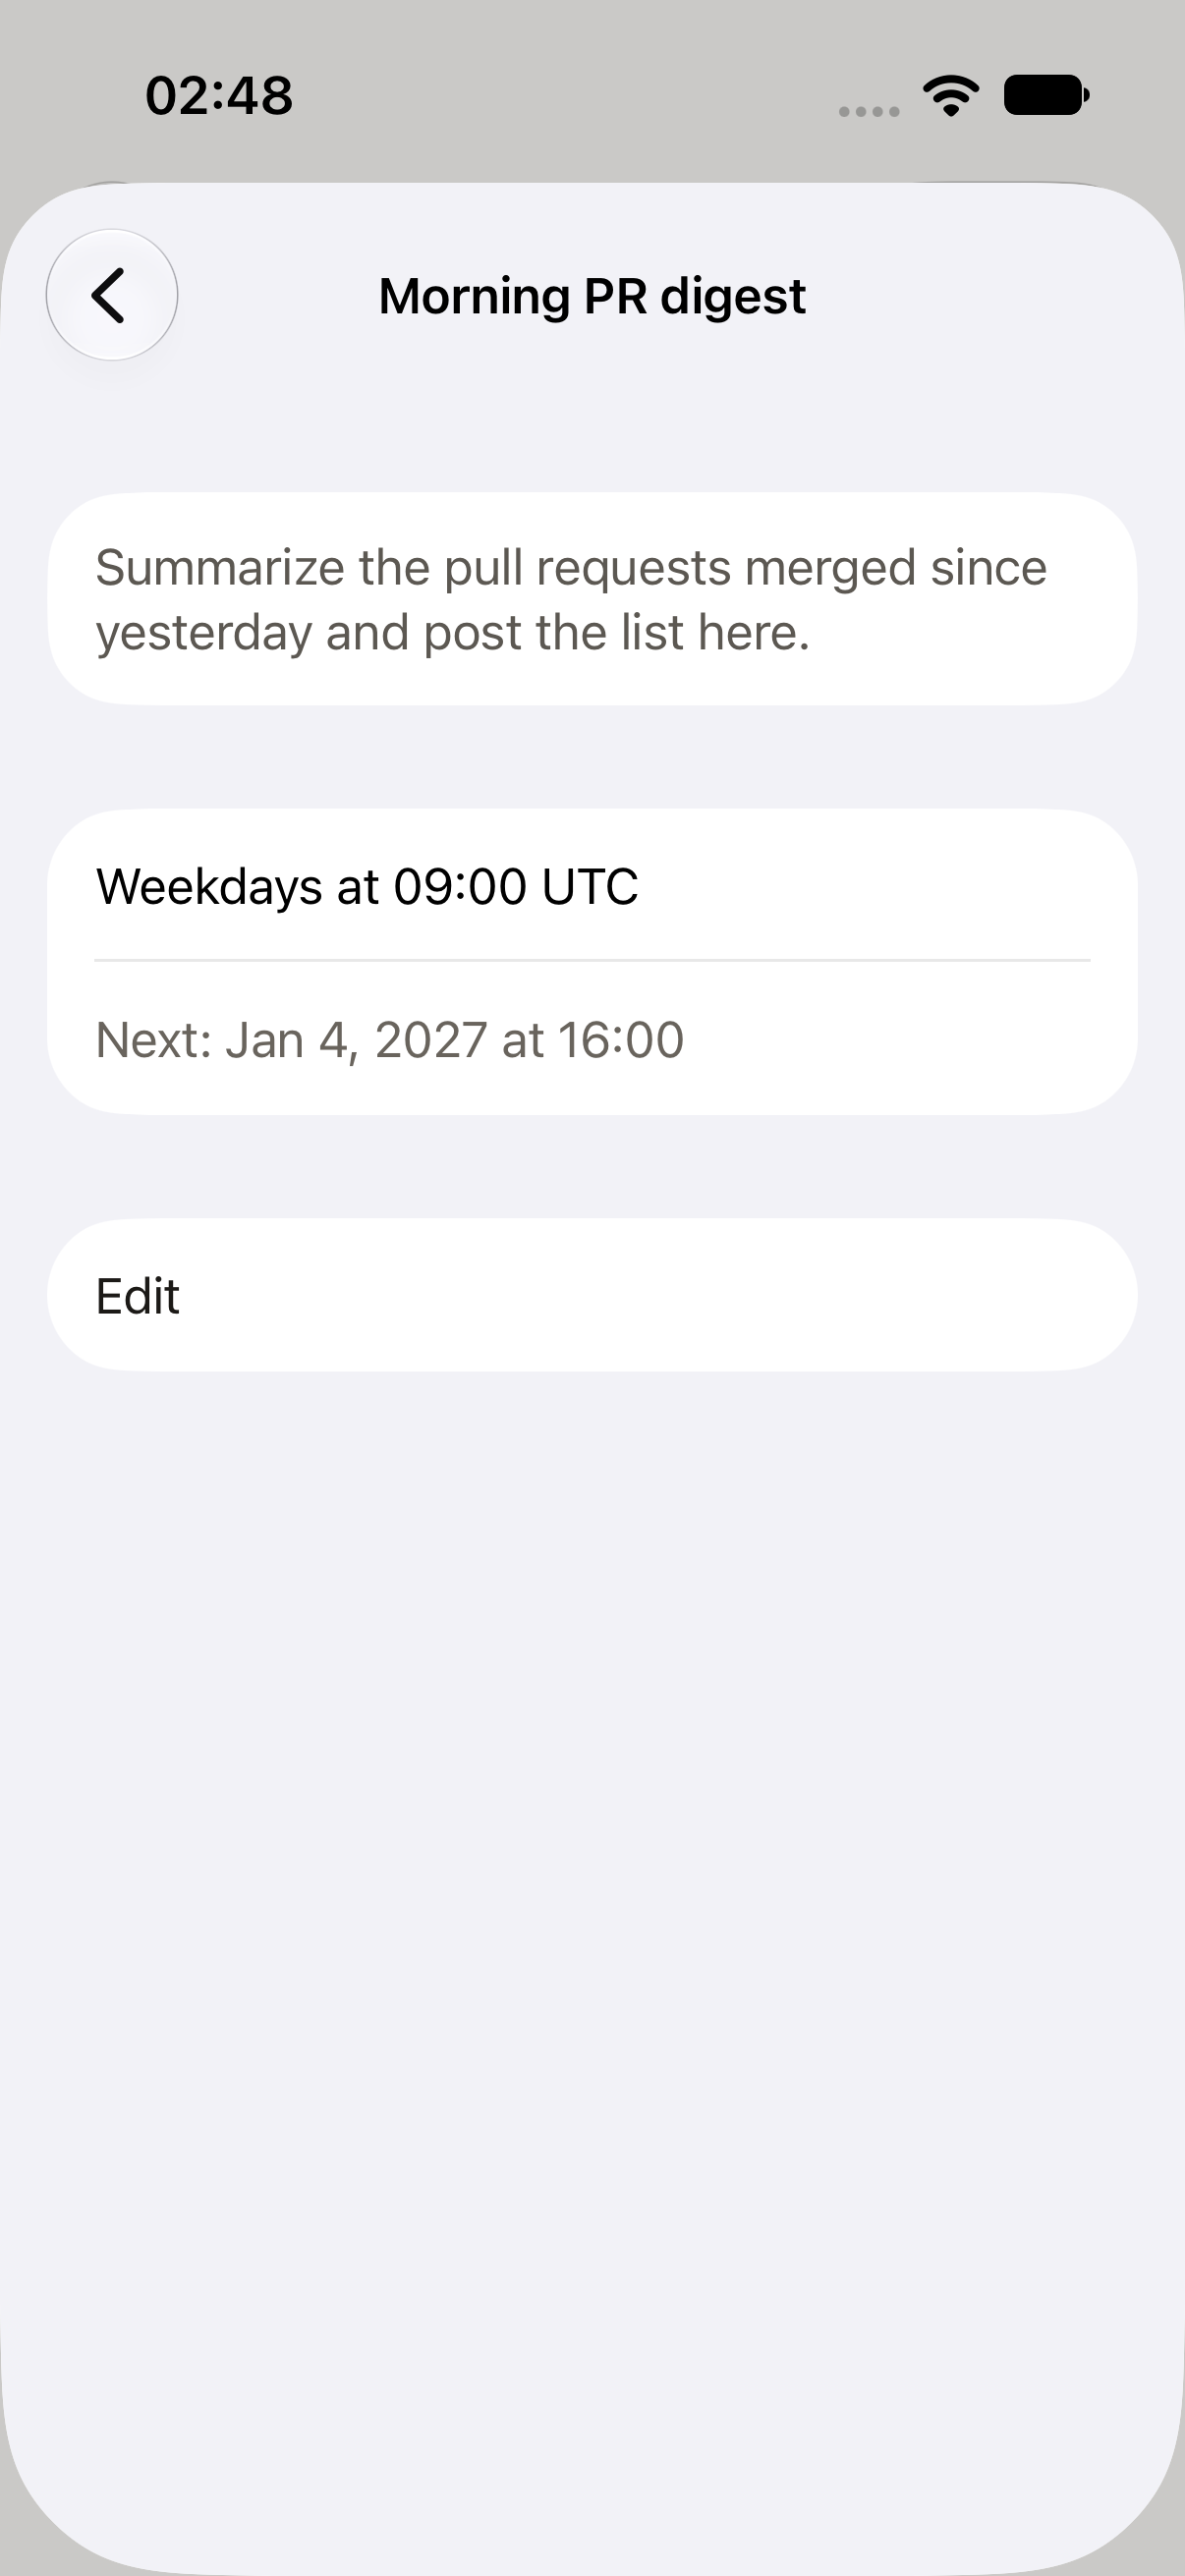 02:48
Morning PR digest
Summarize the pull requests merged since
yesterday and post the list here.
Weekdays at 09:00 UTC
Next: Jan 4, 2027 at 16:00
Edit